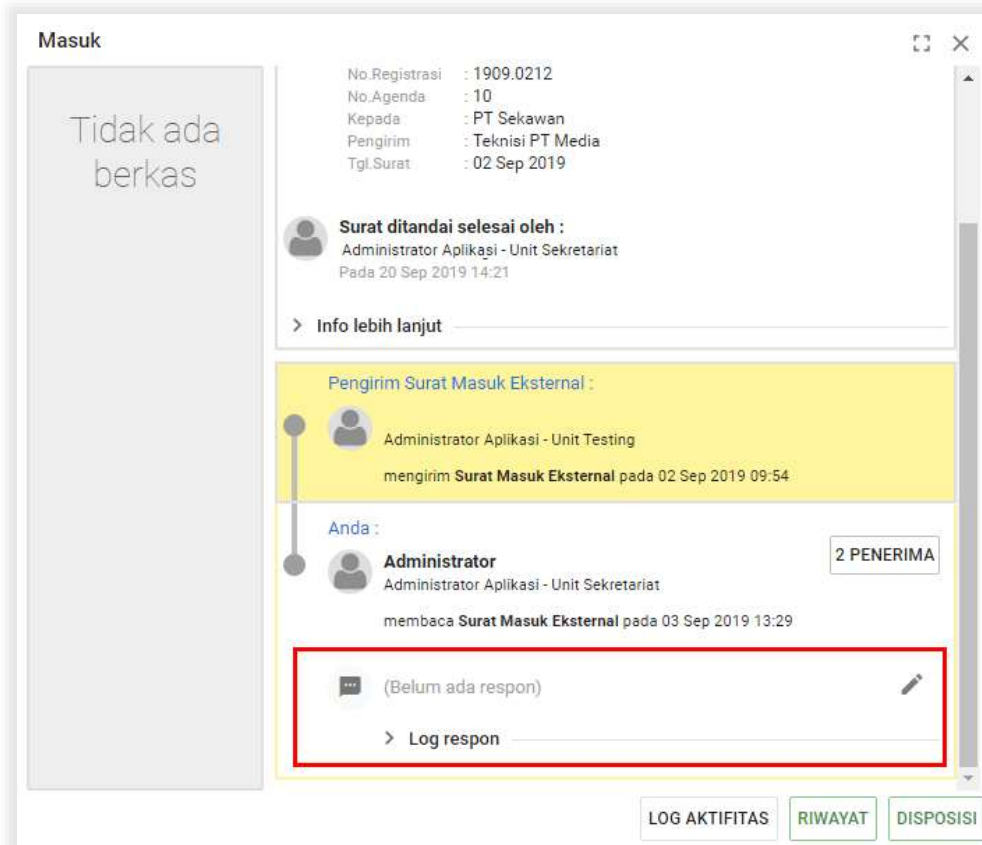 Masuk
Tidak ada
berkas
No.Registrasi : 1909.0212
No.Agenda : 10
Kepada : PT Sekawan
Pengirim : Teknisi PT Media
Tgl.Surat : 02 Sep 2019
Surat ditandai selesai oleh :
Administrator Aplikasi - Unit Sekretariat
Pada 20 Sep 2019 14:21
Info lebih lanjut
Pengirim Surat Masuk Eksternal :
Administrator Aplikasi - Unit Testing
mengirim Surat Masuk Eksternal pada 02 Sep 2019 09:54
Anda :
Administrator
2 PENERIMA
Administrator Aplikasi - Unit Sekretariat
membaca Surat Masuk Eksternal pada 03 Sep 2019 13:29
(Belum ada respon)
Log respon
LOG AKTIFITAS RIWAYAT DISPOSISI